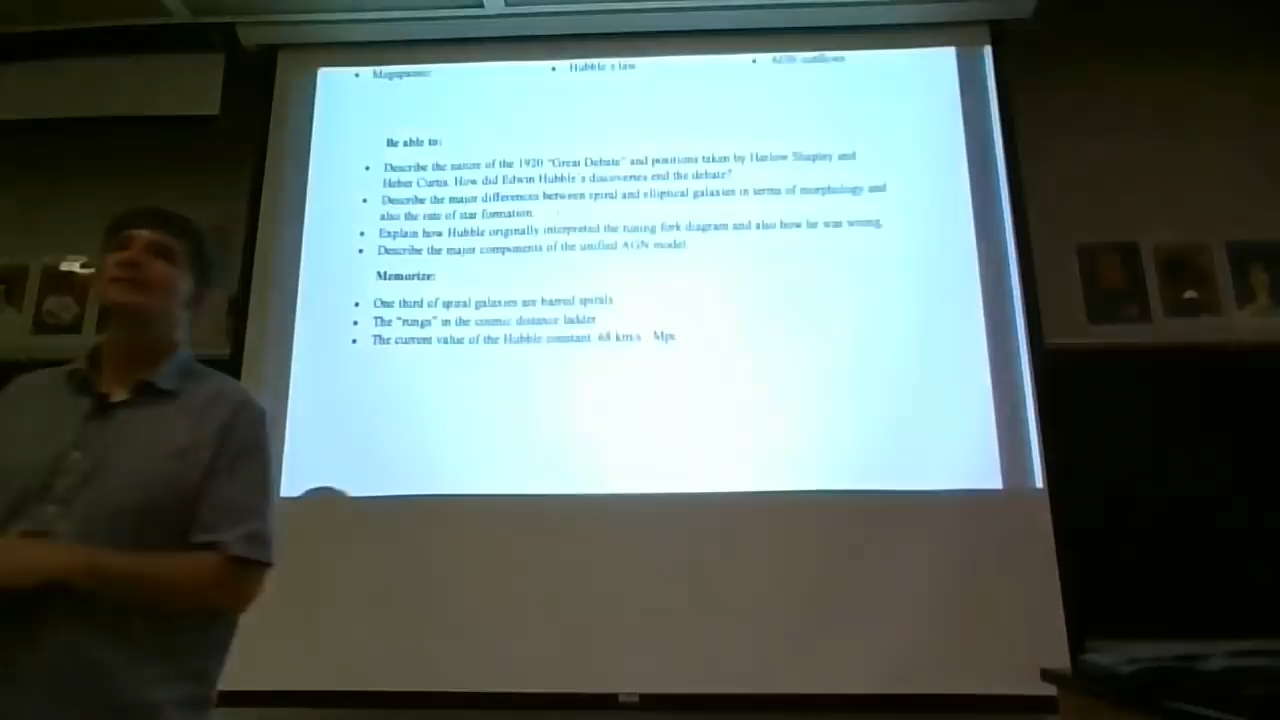 • Megaparsec • Hubble's law • AGN outflows
Be able to:
• Describe the nature of the 1920 "Great Debate" and positions taken by Harlow Shapley and
Heber Curtis. How did Edwin Hubble's discoveries end the debate?
• Describe the major differences between spiral and elliptical galaxies in terms of morphology and
also the rate of star formation.
• Explain how Hubble originally interpreted the tuning fork diagram and also how he was wrong.
• Describe the major components of the unified AGN model.
Memorize:
• One third of spiral galaxies are barred spirals
• The "rungs" in the cosmic distance ladder
• The current value of the Hubble constant 68 km/s Mpc